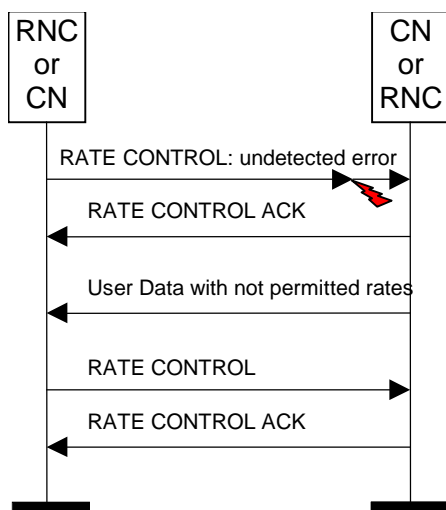 RNC
or
CN
CN
or
RNC
RATE CONTROL: undetected error
RATE CONTROL ACK
User Data with not permitted rates
RATE CONTROL
RATE CONTROL ACK